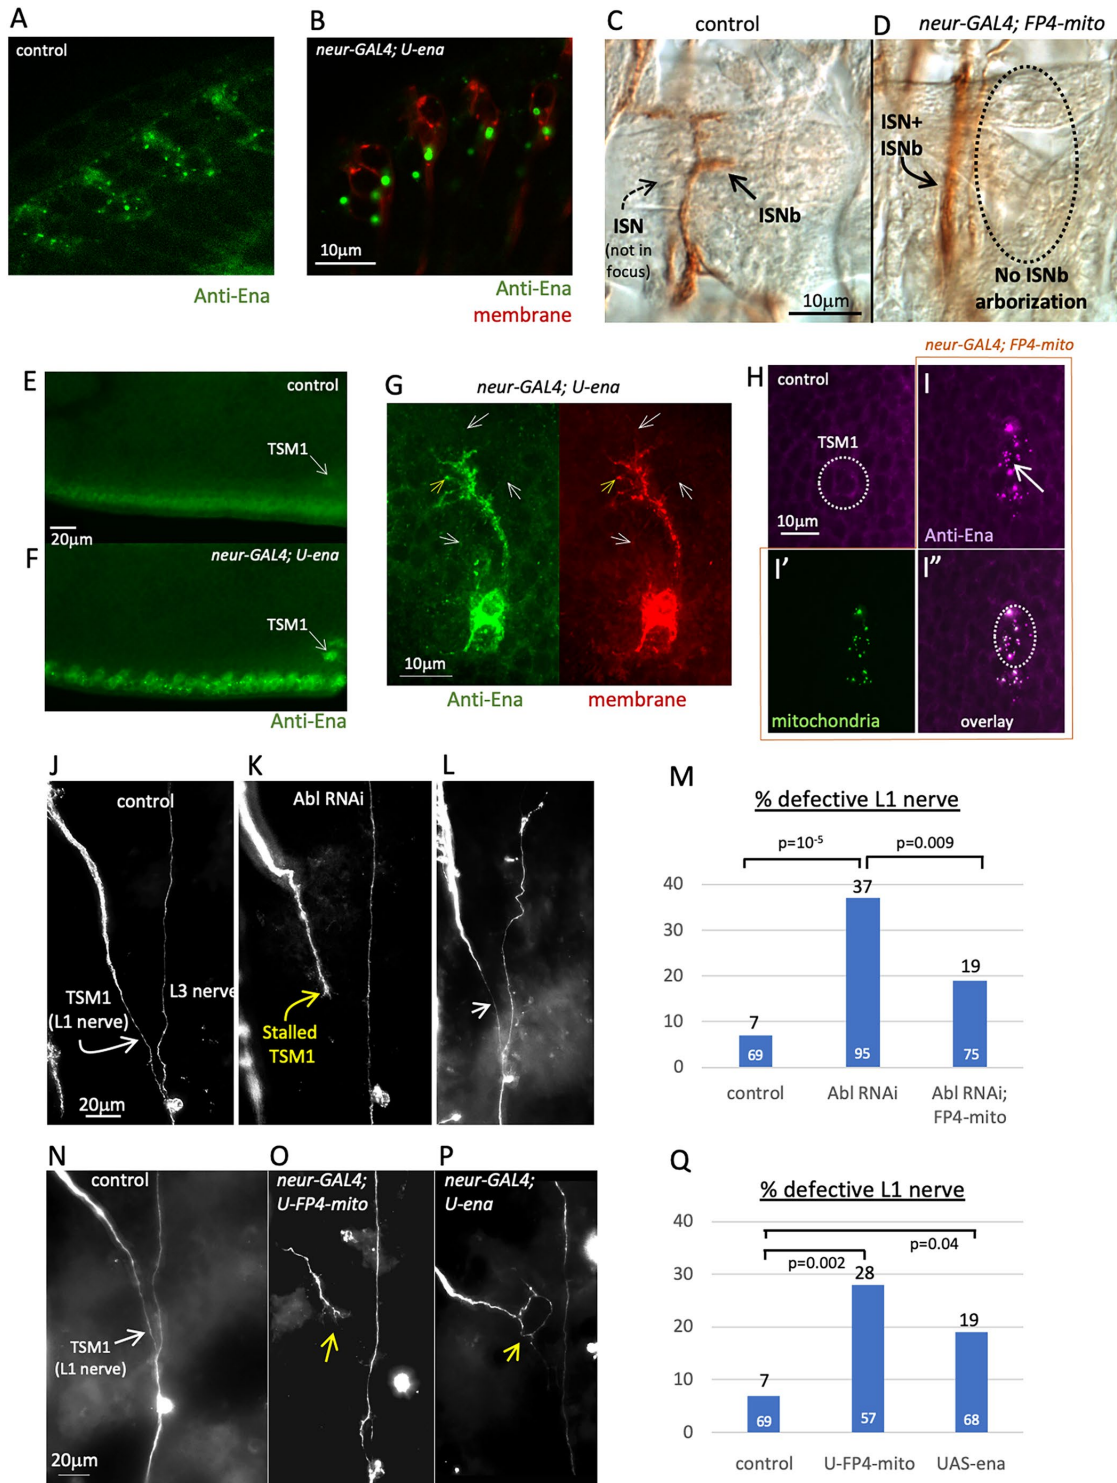 A
control
Anti-Ena
B
neur-GAL4; U-ena
10µm
Anti-Ena
membrane
C
control
ISN
(not in
focus)
ISNb
10µm
D
neur-GAL4; FP4-mito
ISN+
ISNb
No ISNb
arborization
E
control
TSM1
20µm
F
neur-GAL4; U-ena
TSM1
Anti-Ena
G
neur-GAL4; U-ena
10µm
Anti-Ena
membrane
neur-GAL4; FP4-mito
H
control
TSM1
10µm
I
Anti-Ena
I'
mitochondria
I"
overlay
J
control
TSM1
(L1 nerve)
L3 nerve
20µm
K
Abl RNAi
Stalled
TSM1
L
M
% defective L1 nerve
p=10-5
p=0.009
40
30
20
10
0
7
37
19
69
95
75
control
Abl RNAi
Abl RNAi;
FP4-mito
N
control
TSM1
(L1 nerve)
20µm
O
neur-GAL4;
U-FP4-mito
P
neur-GAL4;
U-ena
Q
% defective L1 nerve
40
30
20
10
0
p=0.04
p=0.002
7
28
19
69
57
68
control
U-FP4-mito
UAS-ena